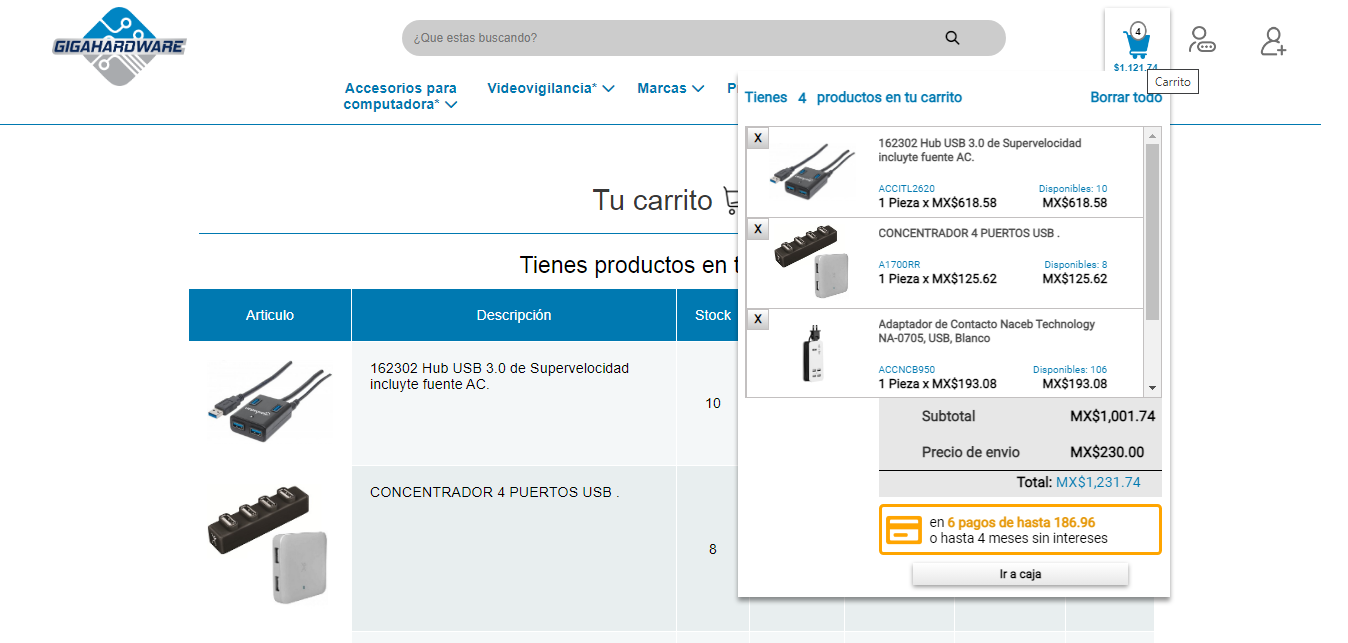 GIGAHARDWARE
¿Que estas buscando?
4
$1,121.74
Carrito
Accesorios para
computadora*
Videovigilancia*
Marcas
P
Tienes 4 productos en tu carrito
Borrar todo
X
162302 Hub USB 3.0 de Supervelocidad
incluyte fuente AC.
ACCITL2620
Disponibles: 10
1 Pieza x MX$618.58
MX$618.58
X
CONCENTRADOR 4 PUERTOS USB .
A1700RR
Disponibles: 8
1 Pieza x MX$125.62
MX$125.62
X
Adaptador de Contacto Naceb Technology
NA-0705, USB, Blanco
ACCNCB950
Disponibles: 106
1 Pieza x MX$193.08
MX$193.08
Subtotal
MX$1,001.74
Precio de envio
MX$230.00
Total: MX$1,231.74
en 6 pagos de hasta 186.96
o hasta 4 meses sin intereses
Ir a caja
Tu carrito
Tienes productos en t
Articulo
Descripción
Stock
162302 Hub USB 3.0 de Supervelocidad
incluyte fuente AC.
10
CONCENTRADOR 4 PUERTOS USB .
8